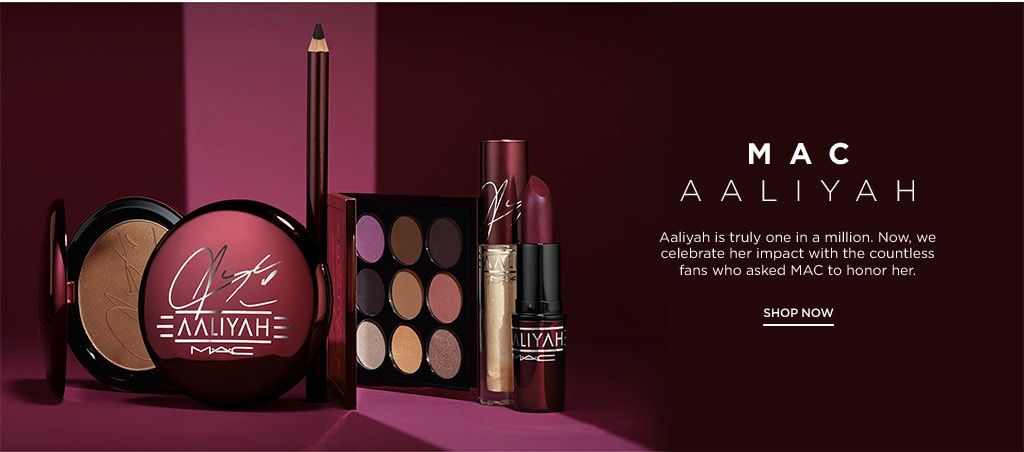 MAC
AALIYAH
Aaliyah is truly one in a million. Now, we
celebrate her impact with the countless
fans who asked MAC to honor her.
SHOP NOW
AALIYAH
MAC
ALIYAH
MAC